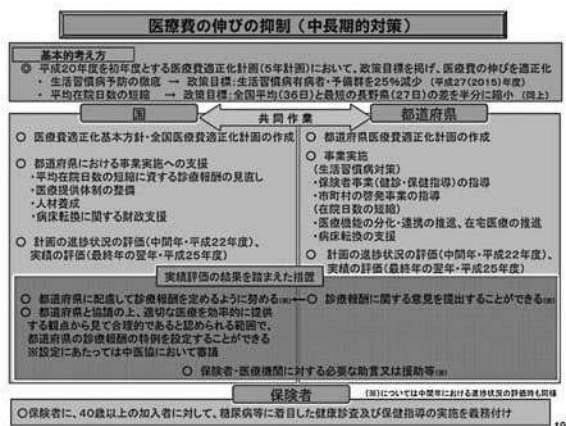 医療費の伸びの抑制(中長期的対策)
基本的考え方
◎ 平成20年度を初年度とする医療費適正化計画(5年計画)において、政策目標を掲げ、医療費の伸びを適正化
・ 生活習慣病予防の徹底 → 政策目標:生活習慣病有病者・予備群を25%減少 (平成27(2015)年度)
・ 平均在院日数の短縮 → 政策目標:全国平均(36日)と最短の長野県(27日)の差を半分に縮小 (同上)
国
共同作業
都道府県
○ 医療費適正化基本方針・全国医療費適正化計画の作成
○ 都道府県における事業実施への支援
・平均在院日数の短縮に資する診療報酬の見直し
・医療提供体制の整備
・人材養成
・病床転換に関する財政支援
○ 計画の進捗状況の評価(中間年・平成22年度)、
実績の評価(最終年の翌年・平成25年度)
○ 都道府県医療費適正化計画の作成
○ 事業実施
(生活習慣病対策)
・保険者事業(健診・保健指導)の指導
・市町村の啓発事業の指導
(在院日数の短縮)
・医療機能の分化・連携の推進、在宅医療の推進
・病床転換の支援
○ 計画の進捗状況の評価(中間年・平成22年度)、
実績の評価(最終年の翌年・平成25年度)
実績評価の結果を踏まえた措置
○ 都道府県に配慮して診療報酬を定めるように努める(※)
○ 都道府県と協議の上、適切な医療を効率的に提供
する観点から見て合理的であると認められる範囲で、
都道府県の診療報酬の特例を設定することができる
※設定にあたっては中医協において審議
○ 診療報酬に関する意見を提出することができる(※)
○ 保険者・医療機関に対する必要な助言又は援助等(※)
保険者
(※)については中間年における進捗状況の評価時も同様
○保険者に、40歳以上の加入者に対して、糖尿病等に着目した健康診査及び保健指導の実施を義務付け
19